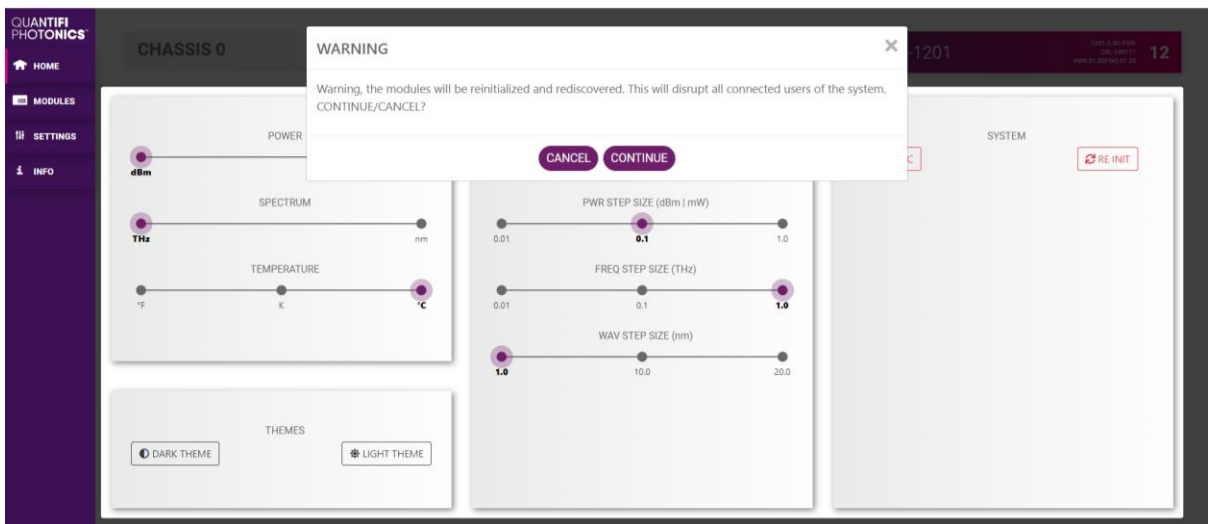 QUANTIFI
PHOTONICS
HOME
MODULES
SETTINGS
INFO
CHASSIS 0
-1201
12
WARNING
×
Warning, the modules will be reinitialized and rediscovered. This will disrupt all connected users of the system.
CONTINUE/CANCEL?
CANCEL CONTINUE
POWER
dBm
SPECTRUM
THz nm
TEMPERATURE
°F K °C
THEMES
DARK THEME LIGHT THEME
PWR STEP SIZE (dBm | mW)
0.01 0.1 1.0
FREQ STEP SIZE (THz)
0.01 0.1 1.0
WAV STEP SIZE (nm)
1.0 10.0 20.0
SYSTEM
C RE INIT